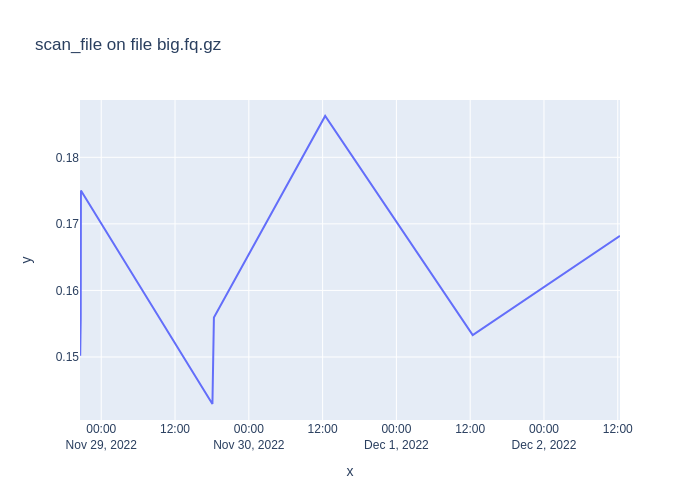 scan_file on file big.fq.gz
0.18
0.17
0.16
0.15
y
00:00 12:00 00:00 12:00 00:00 12:00 00:00 12:00
Nov 29, 2022 Nov 30, 2022 Dec 1, 2022 Dec 2, 2022
x